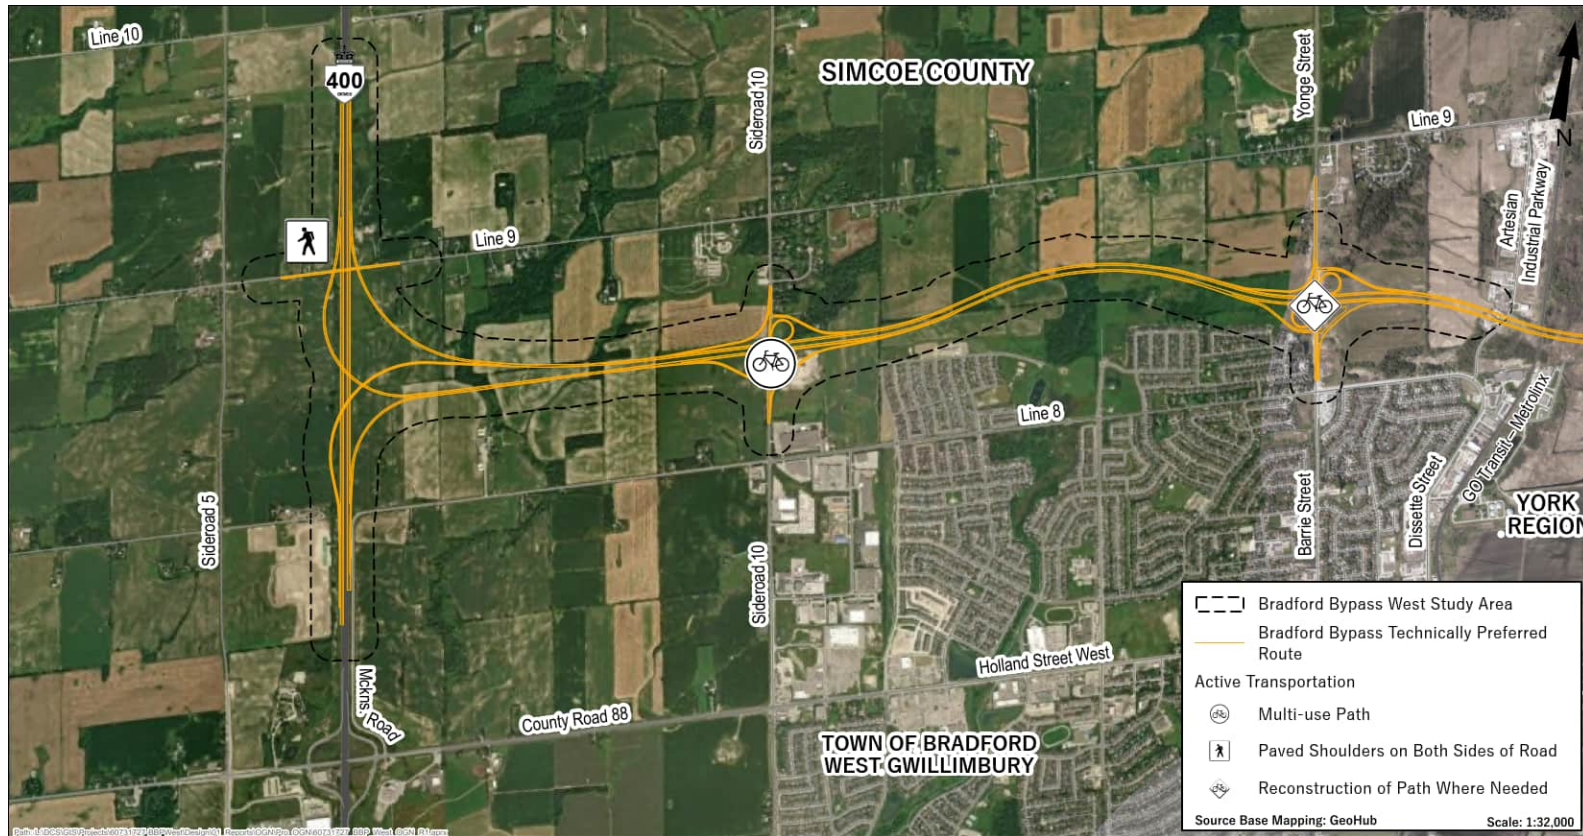 Line 10
400
ONTARIO
Sideroad 10
SIMCOE COUNTY
Yonge Street
Line 9
N
Artesian
Industrial Parkway
Line 9
Line 8
Sideroad 5
Sideroad 10
Barrie Street
Dissette Street
GO Transit – Metrolinx
YORK
REGION
Mckns. Road
County Road 88
Holland Street West
TOWN OF BRADFORD
WEST GWILLIMBURY
Bradford Bypass West Study Area
Bradford Bypass Technically Preferred
Route
Active Transportation
Multi-use Path
Paved Shoulders on Both Sides of Road
Reconstruction of Path Where Needed
Source Base Mapping: GeoHub
Scale: 1:32,000